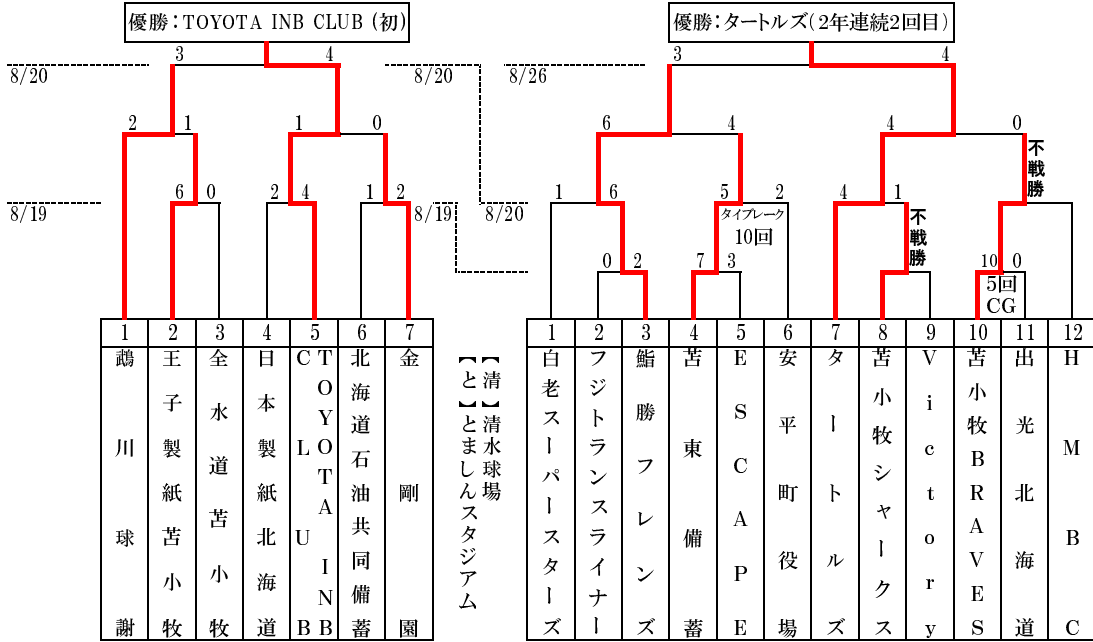 優勝：TOYOTA INB CLUB (初)
3 4
8/20
8/20
2 1 1 0
6 0 2 4 1 2
8/19
8/19
1 2 3 4 5 6 7
鵡川球謝
王子製紙苫小牧
全水道苫小牧
日本製紙北海道
TOYOTA INB
CLUB
北海道石油共同備蓄
金剛園
【清】清水球場
【と】とましんスタジアム
優勝：タートルズ(2年連続2回目)
8/26
3 4
6 4 4 0
不戦勝
8/20
1 6 5 2 4 1
タイブレーク
10回
不戦勝
0 2 7 3 10 0
5回
CG
1 2 3 4 5 6 7 8 9 10 11 12
白老スーパースターズ
フジトランスライナー
鮨勝フレンズ
苫東備蓄
ESCAPE
安平町役場
タートルズ
苫小牧シャークス
Victory
苫小牧BRAVES
出光北海道
HMBC